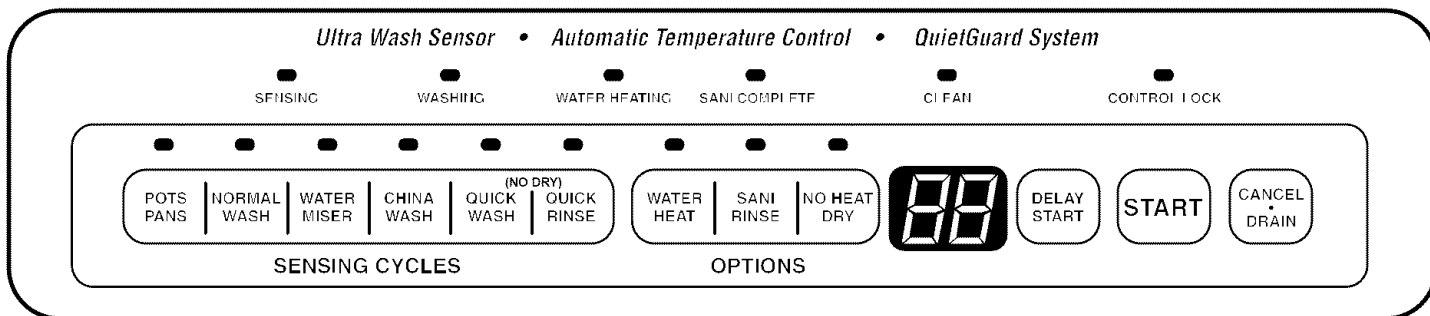 Ultra Wash Sensor • Automatic Temperature Control • QuietGuard System
SENSING WASHING WATER HEATING SANI COMPLETE CLEAN CONTROL LOCK
(NO DRY)
POTS NORMAL WATER CHINA QUICK QUICK WATER SANI NO HEAT DELAY
PANS WASH MISER WASH WASH RINSE HEAT RINSE DRY START
88
START
CANCEL
•
DRAIN
SENSING CYCLES OPTIONS